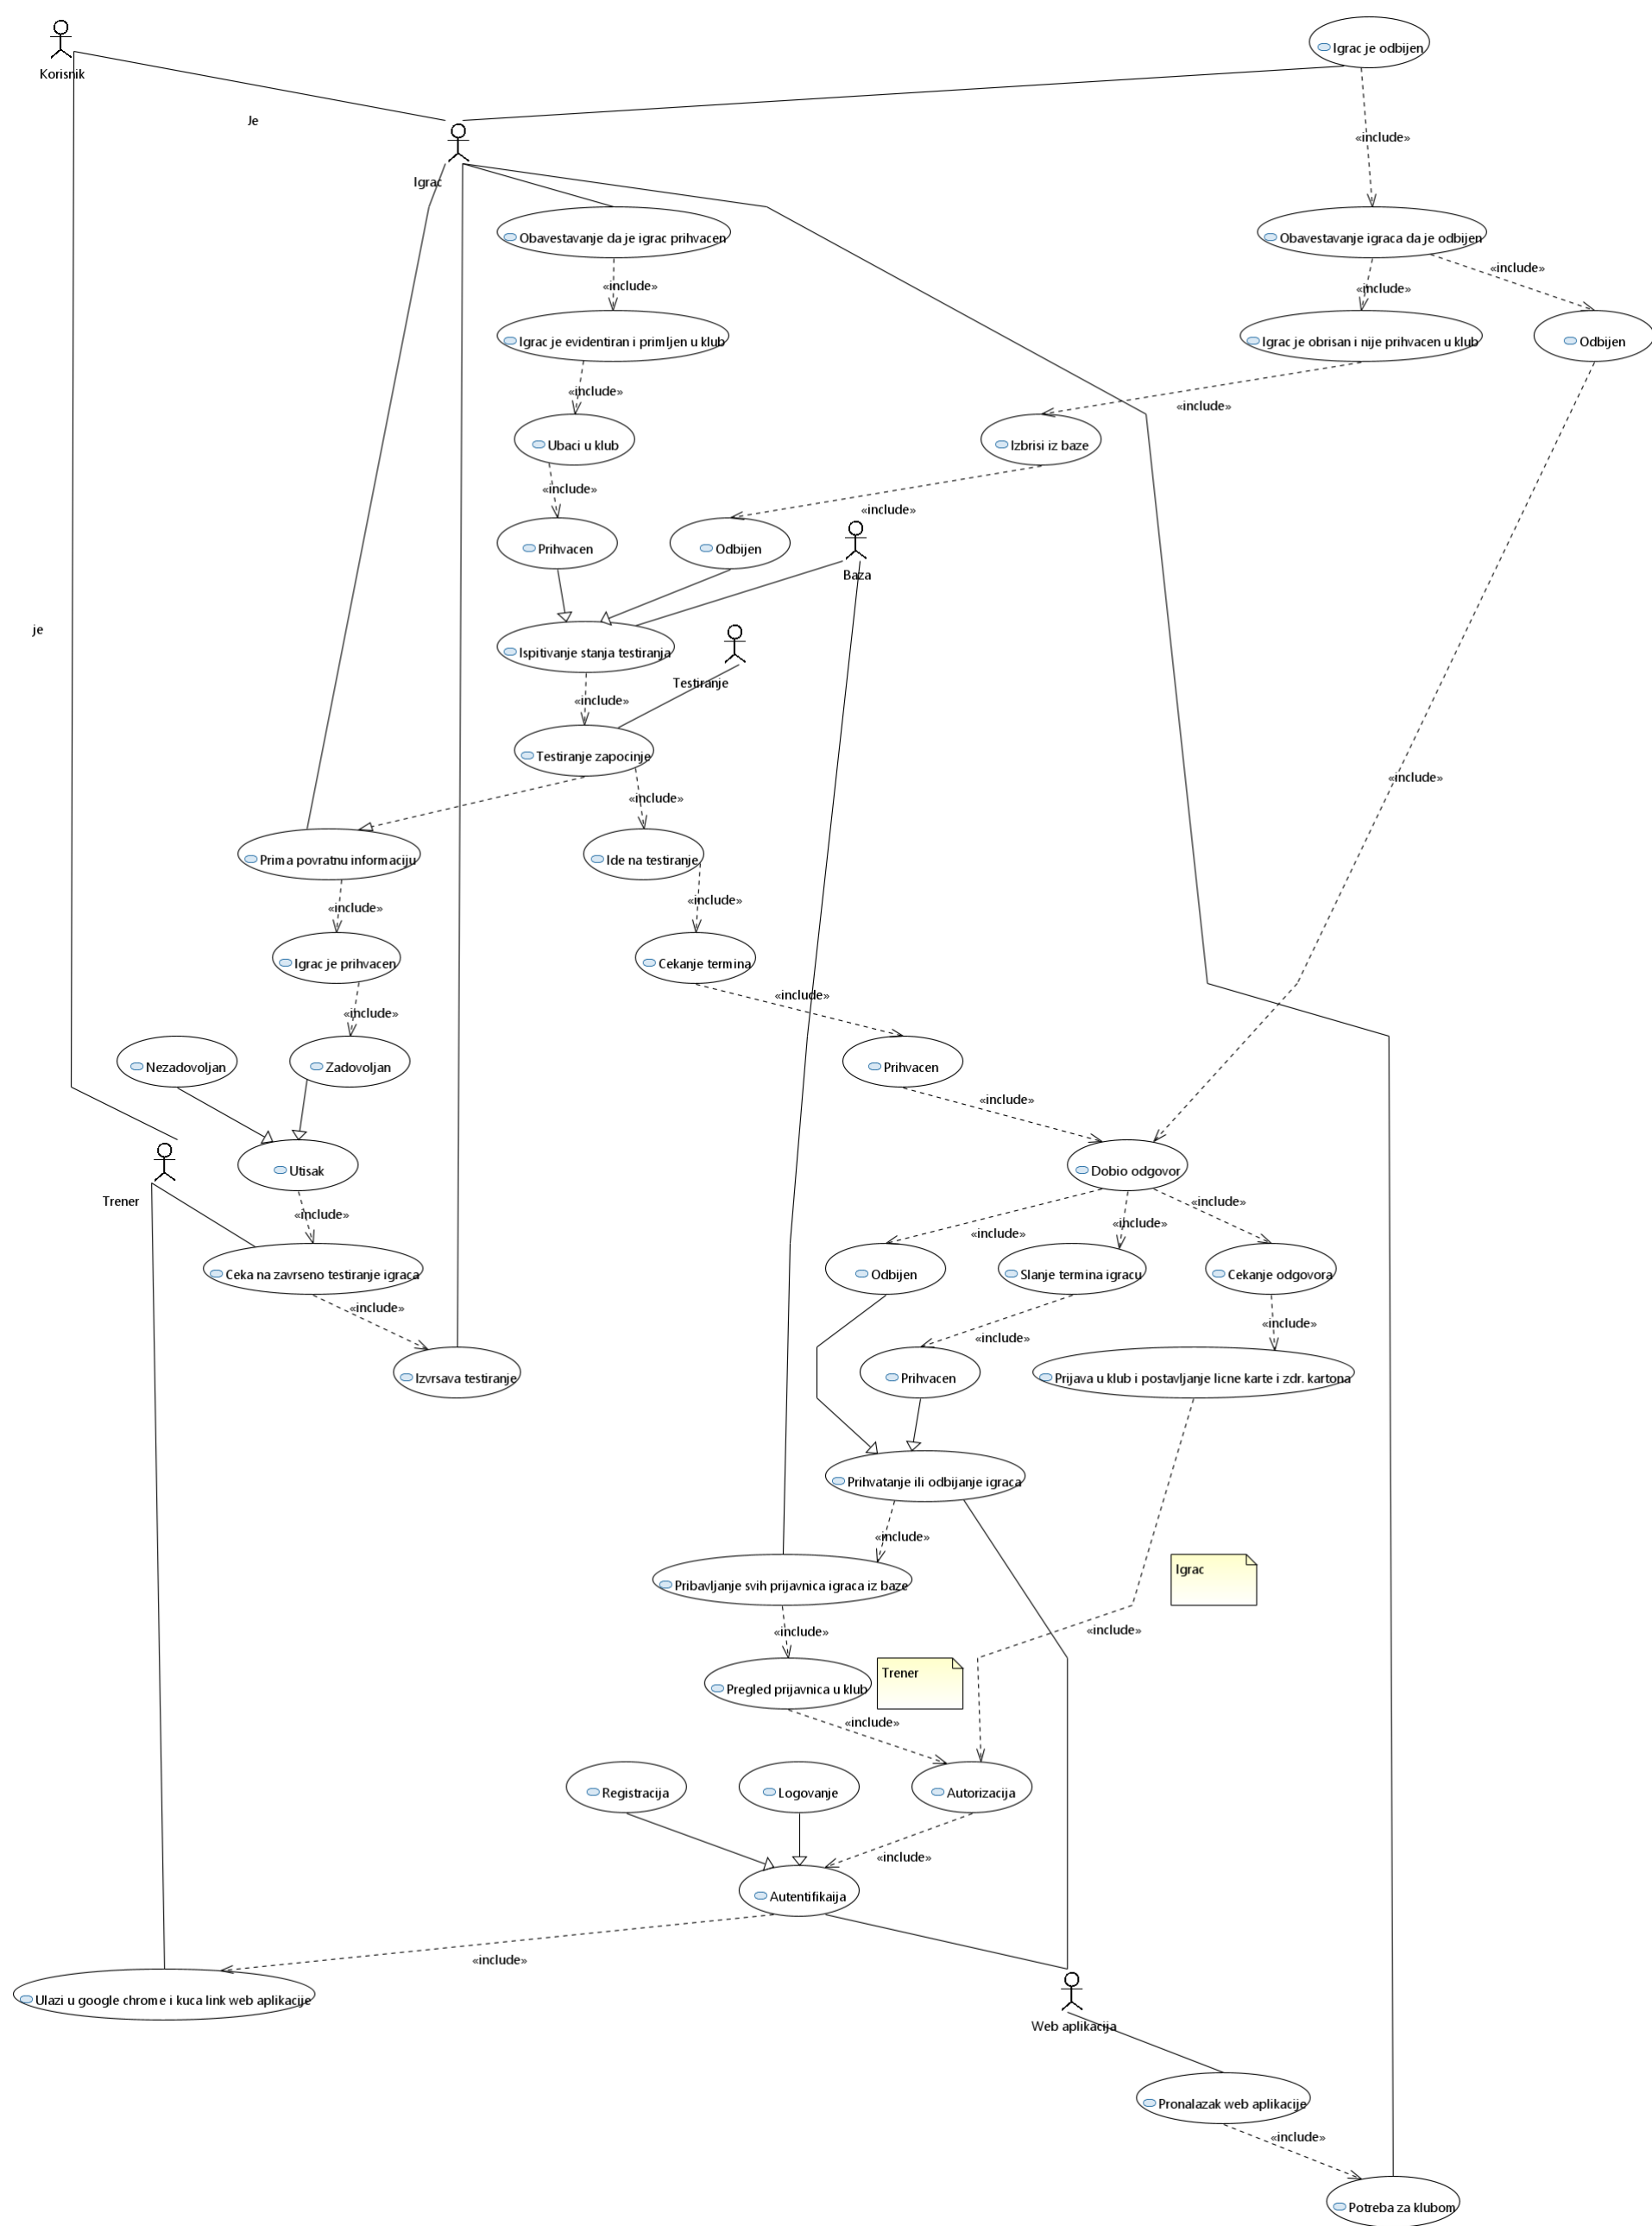 Igrac je odbijen
Korisnik
Je
«include»
Igrac
Obavestavanje da je igrac prihvacen
Obavestavanje igraca da je odbijen
«include»
«include»
«include»
Igrac je evidentiran i primljen u klub
Igrac je obrisan i nije prihvacen u klub
Odbijen
«include»
«include»
Ubaci u klub
Izbrisi iz baze
«include»
«include»
Prihvacen
Odbijen
Baza
je
Ispitivanje stanja testiranja
Testiranje
«include»
Testiranje zapocinje
«include»
«include»
Prima povratnu informaciju
Ide na testiranje
«include»
«include»
Igrac je prihvacen
Cekanje termina
«include»
«include»
Nezadovoljan
Zadovoljan
Prihvacen
«include»
Utisak
Dobio odgovor
Trener
«include»
«include»
«include»
«include»
Ceka na zavrseno testiranje igraca
Odbijen
Slanje termina igracu
Cekanje odgovora
«include»
«include»
«include»
Izvrsava testiranje
Prihvacen
Prijava u klub i postavljanje licne karte i zdr. kartona
Prihvatanje ili odbijanje igraca
«include»
Igrac
Pribavljanje svih prijavnica igraca iz baze
«include»
«include»
Trener
Pregled prijavnica u klub
«include»
Registracija
Logovanje
Autorizacija
«include»
Autentifikaija
«include»
Ulazi u google chrome i kuca link web aplikacije
Web aplikacija
Pronalazak web aplikacije
«include»
Potreba za klubom